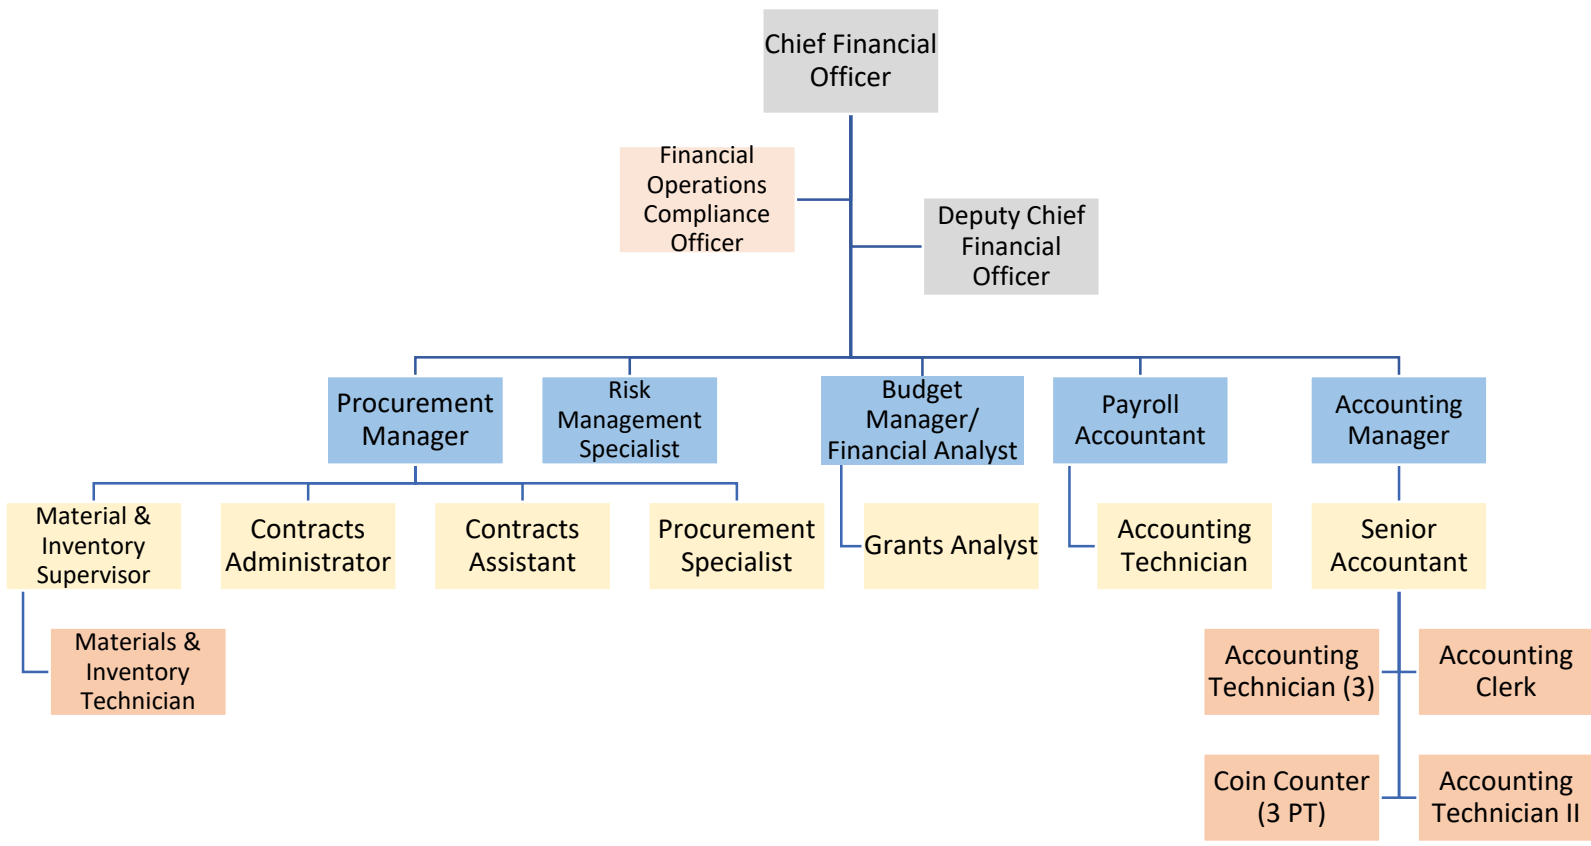 Chief Financial
Officer
Financial
Operations
Compliance
Officer
Deputy Chief
Financial
Officer
Procurement
Manager
Risk
Management
Specialist
Budget
Manager/
Financial Analyst
Payroll
Accountant
Accounting
Manager
Material &
Inventory
Supervisor
Contracts
Administrator
Contracts
Assistant
Procurement
Specialist
Grants Analyst
Accounting
Technician
Senior
Accountant
Materials &
Inventory
Technician
Accounting
Technician (3)
Accounting
Clerk
Coin Counter
(3 PT)
Accounting
Technician II